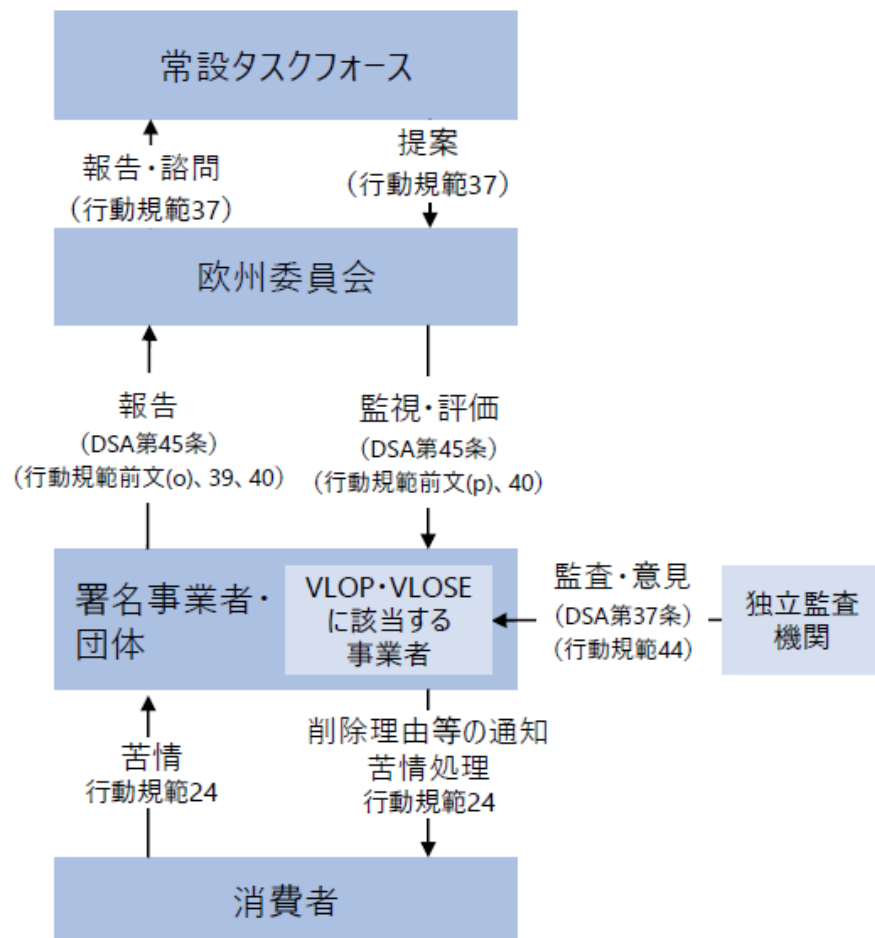 常設タスクフォース
報告・諮問
（行動規範37）
提案
（行動規範37）
欧州委員会
報告
（DSA第45条）
（行動規範前文(o)、39、40）
監視・評価
（DSA第45条）
（行動規範前文(p)、40）
署名事業者・
団体
VLOP・VLOSE
に該当する
事業者
監査・意見
（DSA第37条）
（行動規範44）
独立監査
機関
苦情
行動規範24
削除理由等の通知
苦情処理
行動規範24
消費者